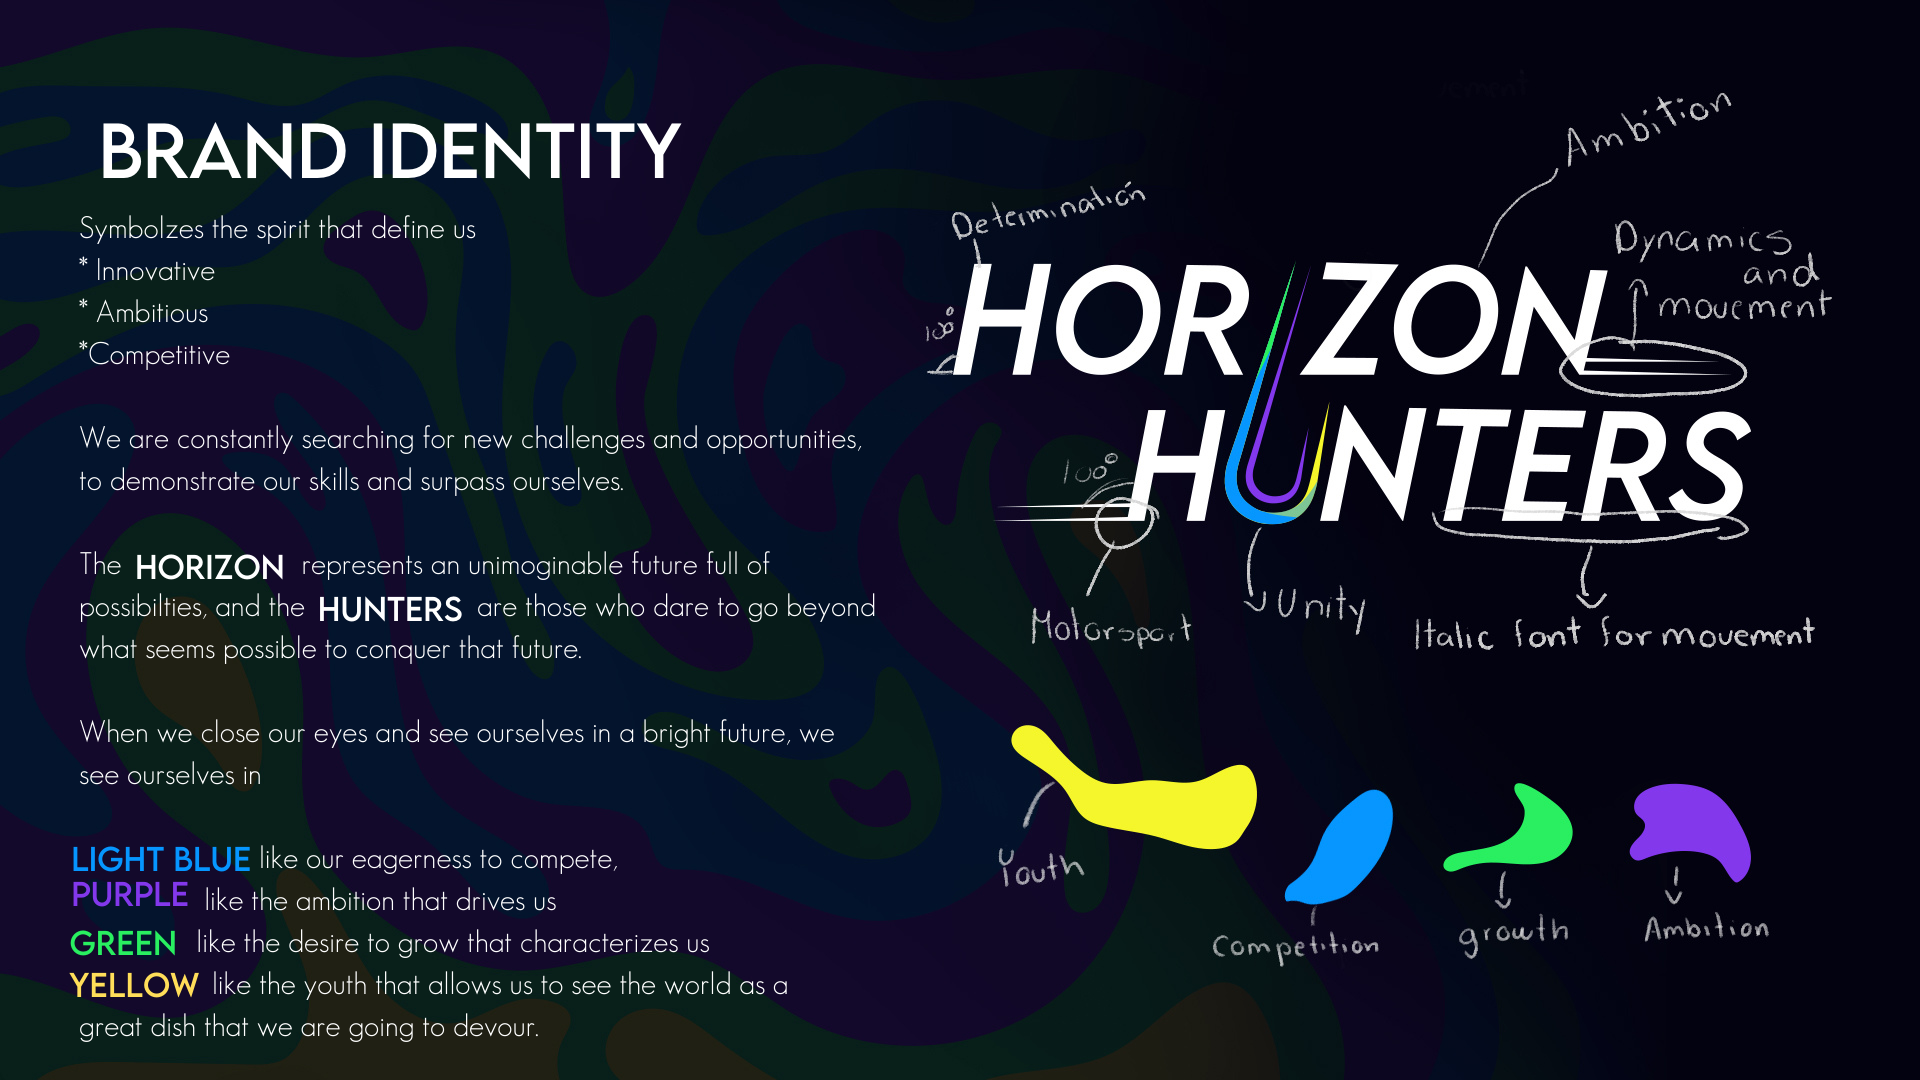 BRAND IDENTITY
Symbolzes the spirit that define us
* Innovative
* Ambitious
*Competitive
We are constantly searching for new challenges and opportunities,
to demonstrate our skills and surpass ourselves.
The HORIZON represents an unimoginable future full of
possibilties, and the HUNTERS are those who dare to go beyond
what seems possible to conquer that future.
When we close our eyes and see ourselves in a bright future, we
see ourselves in
LIGHT BLUE like our eagerness to compete,
PURPLE like the ambition that drives us
GREEN like the desire to grow that characterizes us
YELLOW like the youth that allows us to see the world as a
great dish that we are going to devour.
Ambition
Determination
Dynamics
and
movement
100°
HORIZON
HUNTERS
100°
Motorsport
Unity
Italic font for movement
Youth
Competition
growth
Ambition